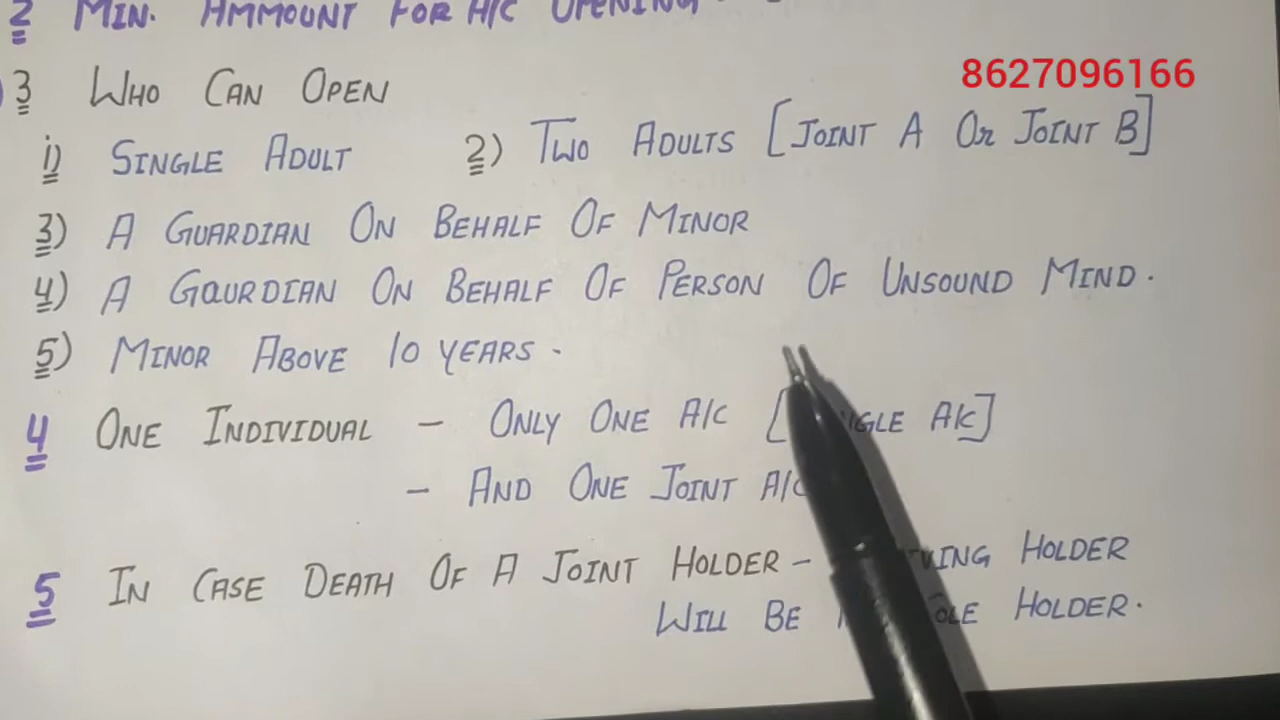 2 MIN. AMMOUNT FOR A/C OPENING
8627096166
3 WHO CAN OPEN
i) SINGLE ADULT 2) TWO ADULTS [JOINT A OR JOINT B]
3) A GUARDIAN ON BEHALF OF MINOR
4) A GAURDIAN ON BEHALF OF PERSON OF UNSOUND MIND.
5) MINOR ABOVE 10 YEARS.
4 ONE INDIVIDUAL - ONLY ONE A/C [ A/C]
- AND ONE JOINT A/C
5 IN CASE DEATH OF A JOINT HOLDER - HOLDER
WILL BE HOLDER.